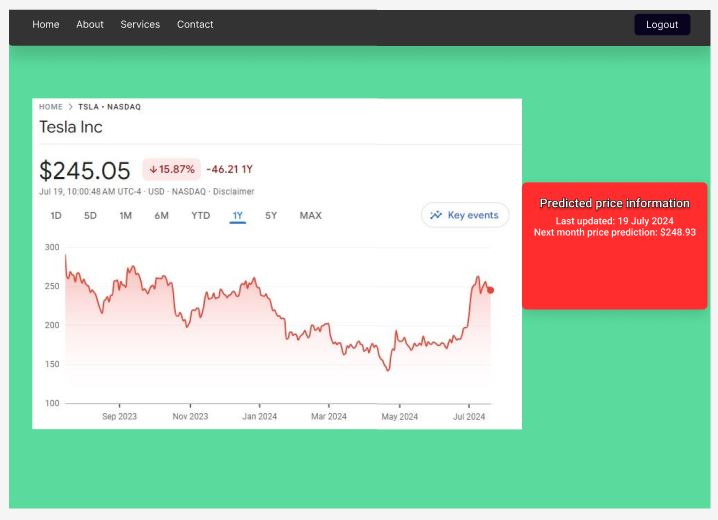 Home About Services Contact Logout
HOME > TSLA • NASDAQ
Tesla Inc
$245.05 ↓15.87% -46.21 1Y
Jul 19, 10:00:48 AM UTC-4 · USD · NASDAQ · Disclaimer
1D 5D 1M 6M YTD 1Y 5Y MAX Key events
300
250
200
150
100
Sep 2023 Nov 2023 Jan 2024 Mar 2024 May 2024 Jul 2024
Predicted price information
Last updated: 19 July 2024
Next month price prediction: $248.93